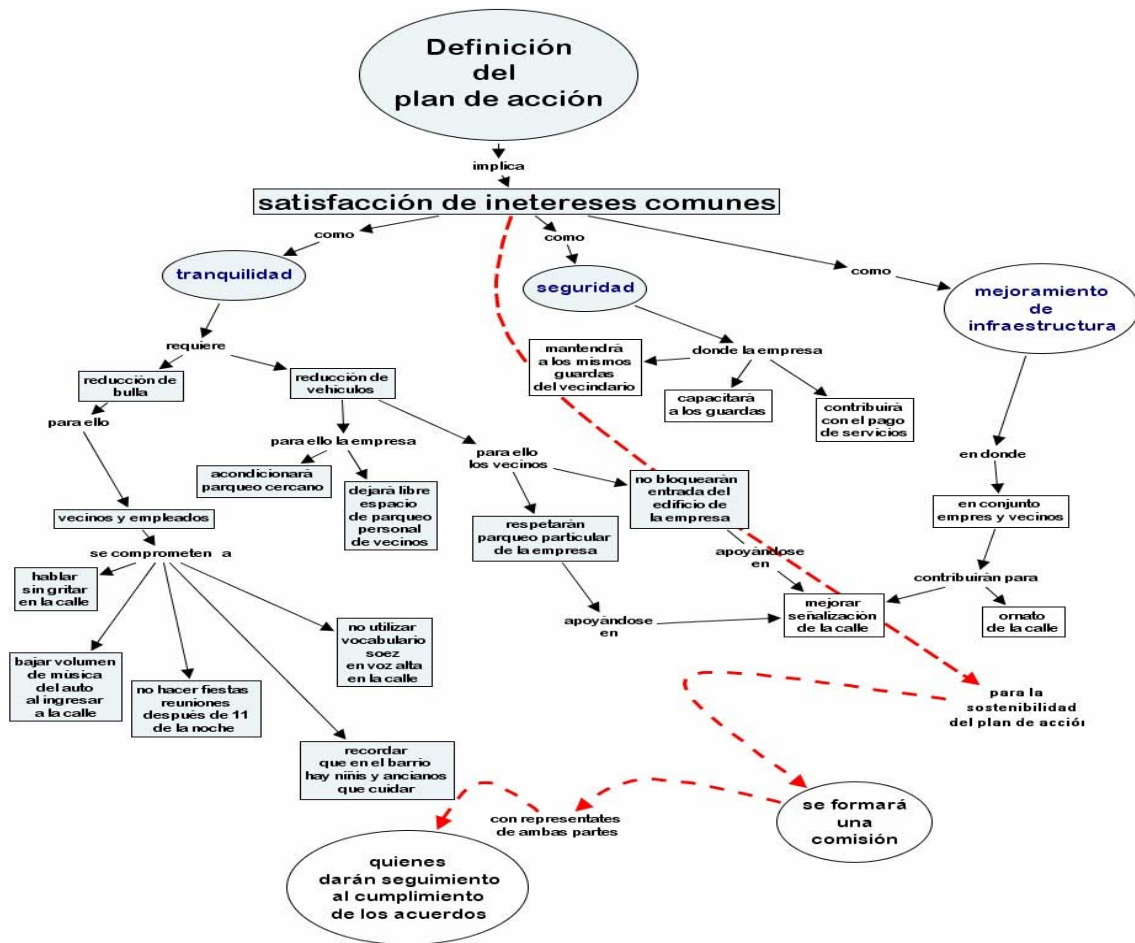 Definición
del
plan de acción
implica
satisfacción de inetereses comunes
como
como
como
tranquilidad
seguridad
mejoramiento
de
infraestructura
requiere
donde la empresa
mantendrá
a los mismos
guardas
del vecindario
capacitará
a los guardas
contribuirá
con el pago
de servicios
reducción de
bulla
reducción de
vehículos
para ello
para ello la empresa
para ello
los vecinos
en donde
acondicionará
parqueo cercano
dejará libre
espacio
de parqueo
personal
de vecinos
no bloquearán
entrada del
edificio de
la empresa
respetarán
parqueo particular
de la empresa
en conjunto
empres y vecinos
vecinos y empleados
se comprometen a
apoyándose
en
contribuirán para
hablar
sin gritar
en la calle
apoyándose
en
mejorar
señalización
de la calle
ornato
de la calle
bajar volumen
de música
del auto
al ingresar
a la calle
no hacer fiestas
reuniones
después de 11
de la noche
no utilizar
vocabulario
soez
en voz alta
en la calle
recordar
que en el barrio
hay niñis y ancianos
que cuidar
para la
sostenibilidad
del plan de acción
se formará
una
comisión
con representates
de ambas partes
quienes
darán seguimiento
al cumplimiento
de los acuerdos